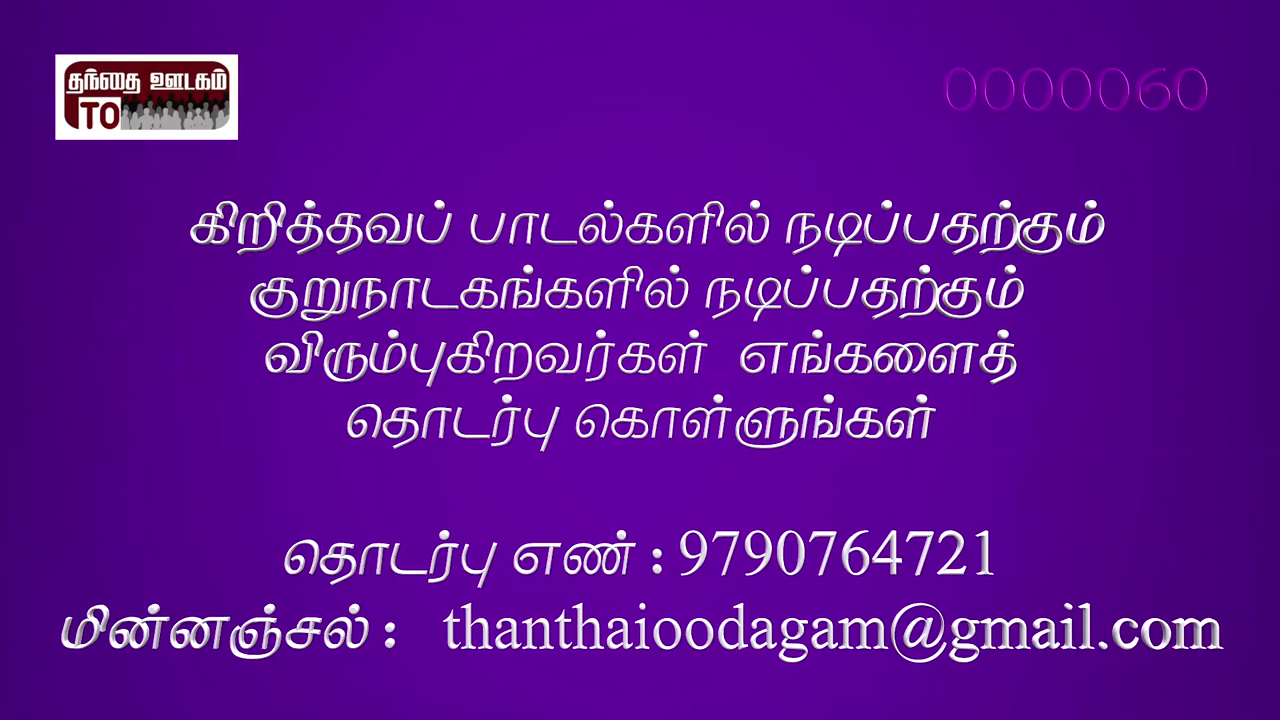 தந்தை ஊடகம்
TO
0000060
கிறித்தவப் பாடல்களில் நடிப்பதற்கும்
குறுநாடகங்களில் நடிப்பதற்கும்
விரும்புகிறவர்கள் எங்களைத்
தொடர்பு கொள்ளுங்கள்
தொடர்பு எண் : 9790764721
மின்னஞ்சல் : thanthaioodagam@gmail.com